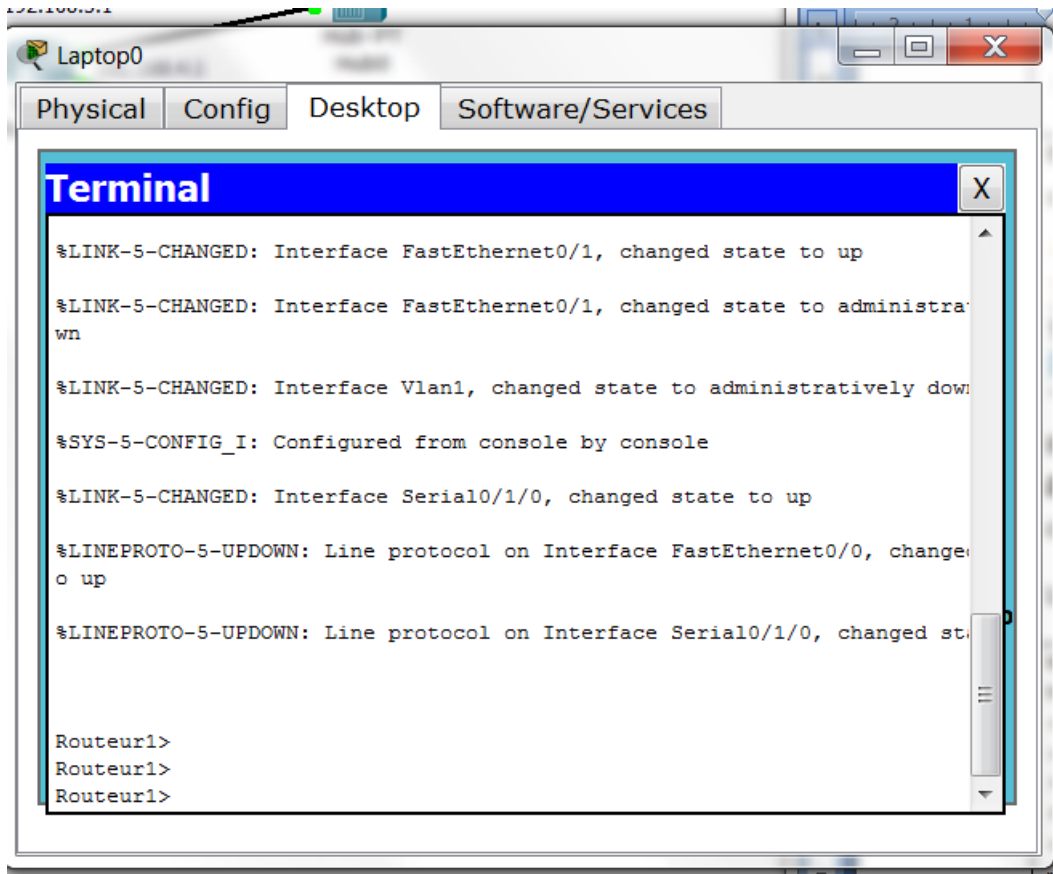 Laptop0
Physical Config Desktop Software/Services
Terminal X
%LINK-5-CHANGED: Interface FastEthernet0/1, changed state to up
%LINK-5-CHANGED: Interface FastEthernet0/1, changed state to administra
wn
%LINK-5-CHANGED: Interface Vlan1, changed state to administratively dow
%SYS-5-CONFIG_I: Configured from console by console
%LINK-5-CHANGED: Interface Serial0/1/0, changed state to up
%LINEPROTO-5-UPDOWN: Line protocol on Interface FastEthernet0/0, change
o up
%LINEPROTO-5-UPDOWN: Line protocol on Interface Serial0/1/0, changed st
Routeur1>
Routeur1>
Routeur1>